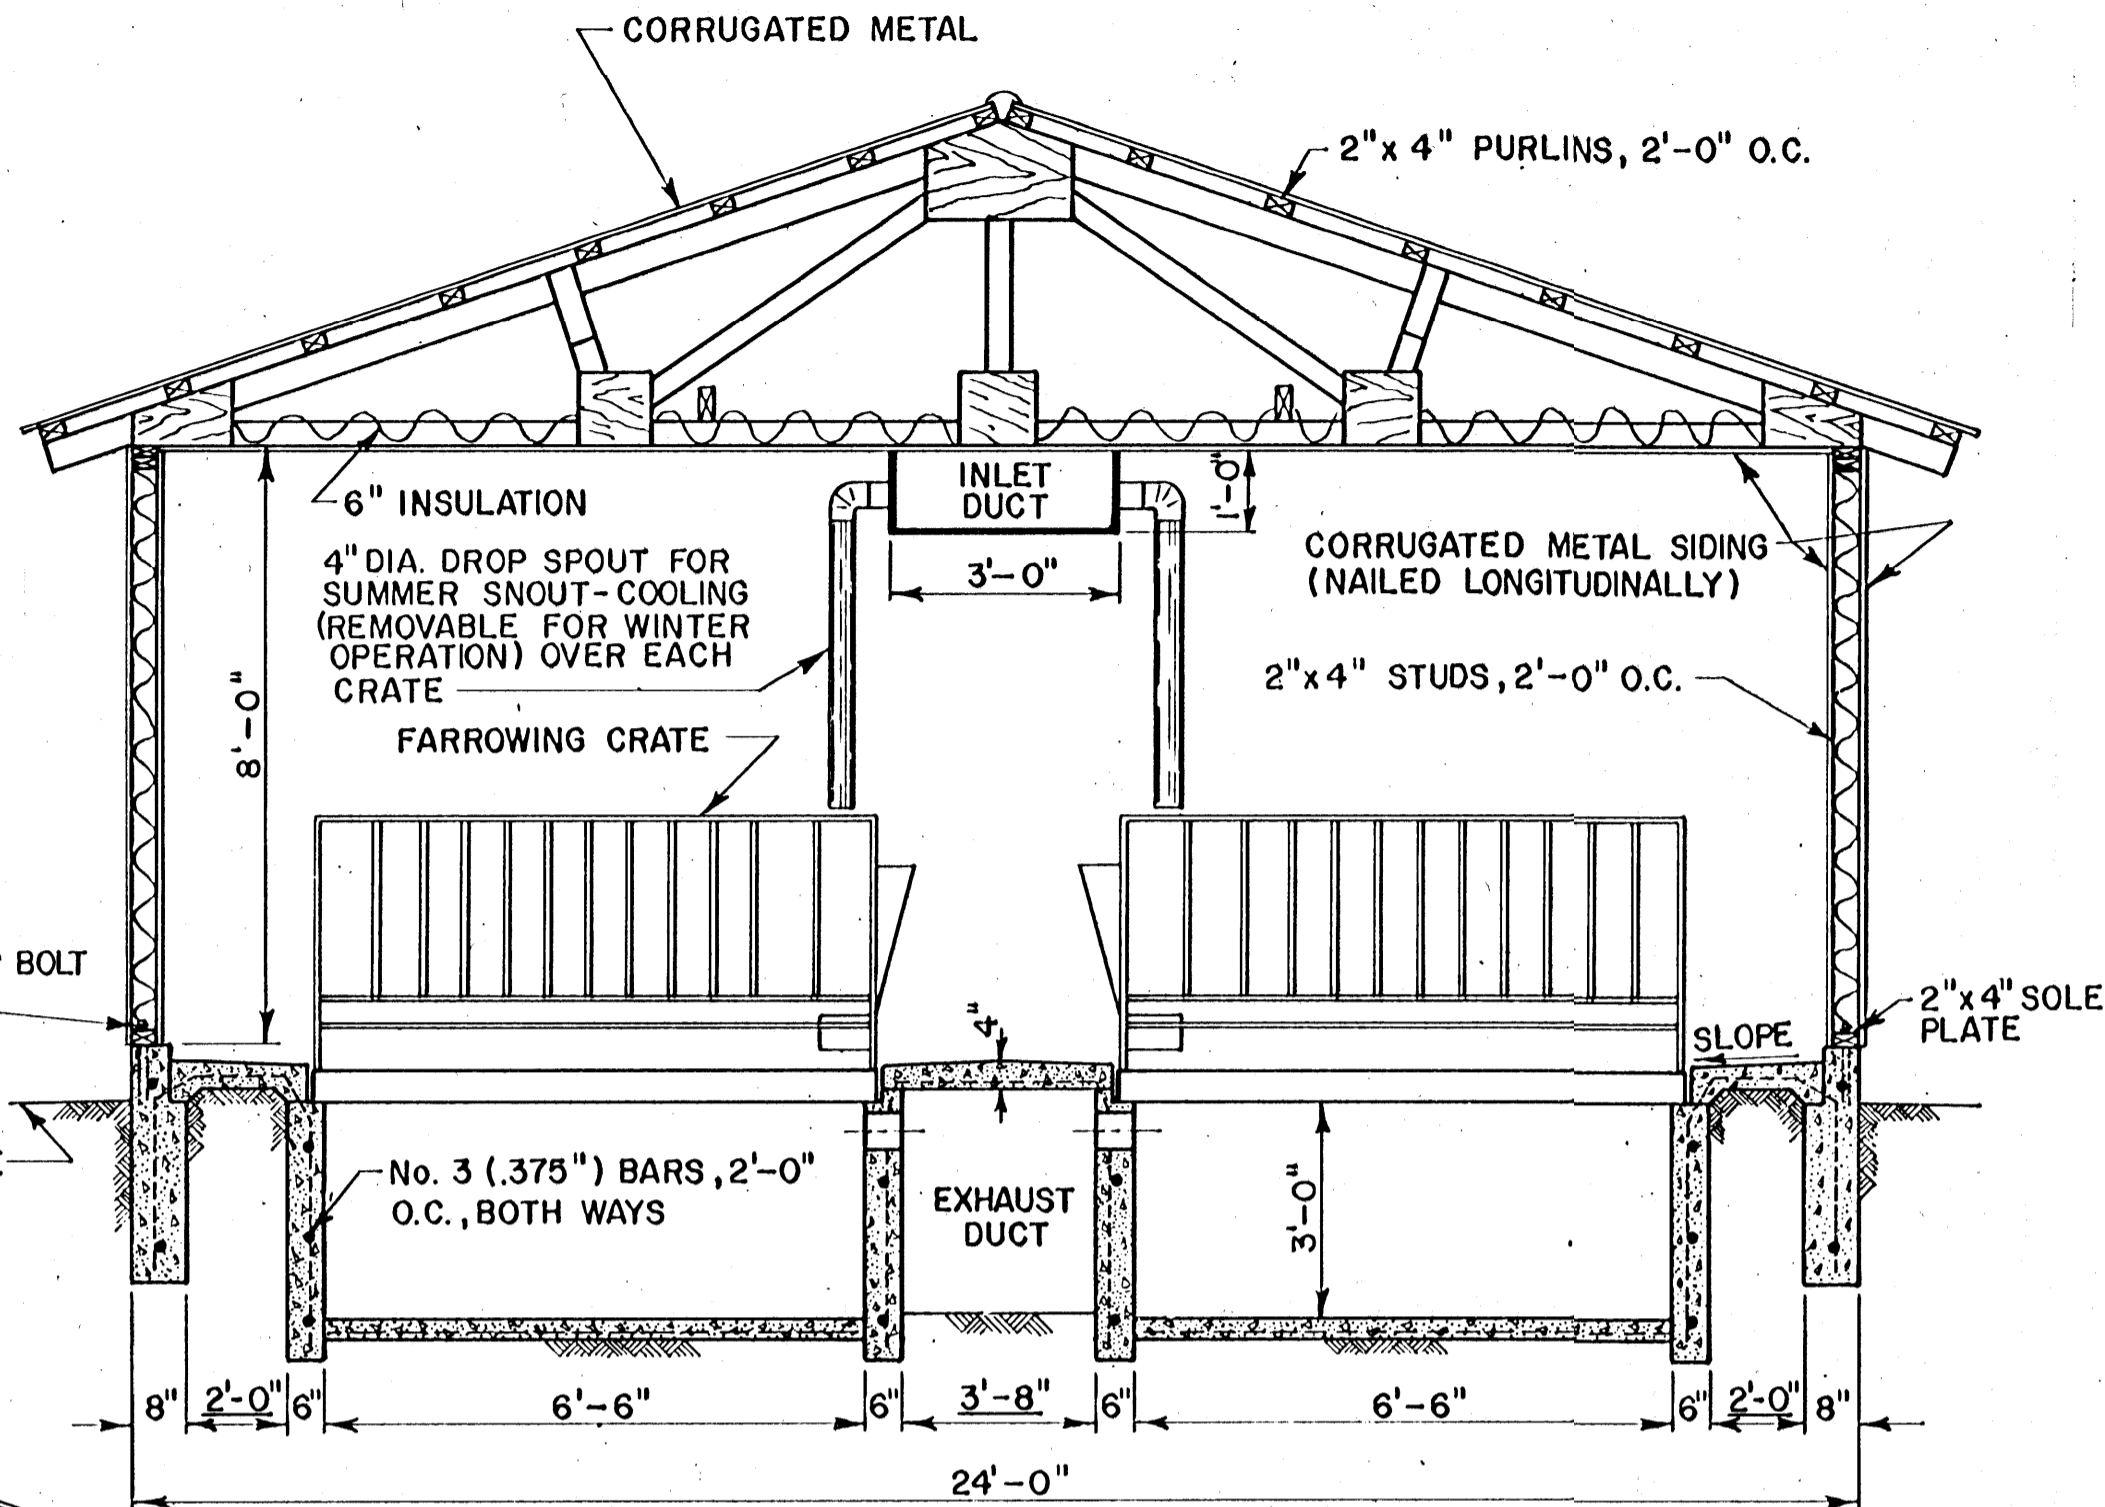 CORRUGATED METAL
2"x 4" PURLINS, 2'-0" O.C.
6" INSULATION
INLET
DUCT
1'-0"
3'-0"
4" DIA. DROP SPOUT FOR
SUMMER SNOUT-COOLING
(REMOVABLE FOR WINTER
OPERATION) OVER EACH
CRATE
CORRUGATED METAL SIDING
(NAILED LONGITUDINALLY)
8'-0"
2"x4" STUDS, 2'-0" O.C.
FARROWING CRATE
BOLT
4"
2"x4" SOLE
PLATE
SLOPE
No. 3 (.375") BARS, 2'-0"
O.C., BOTH WAYS
EXHAUST
DUCT
3'-0"
8" 2'-0" 6" 6'-6" 6" 3'-8" 6" 6'-6" 6" 2'-0" 8"
24'-0"